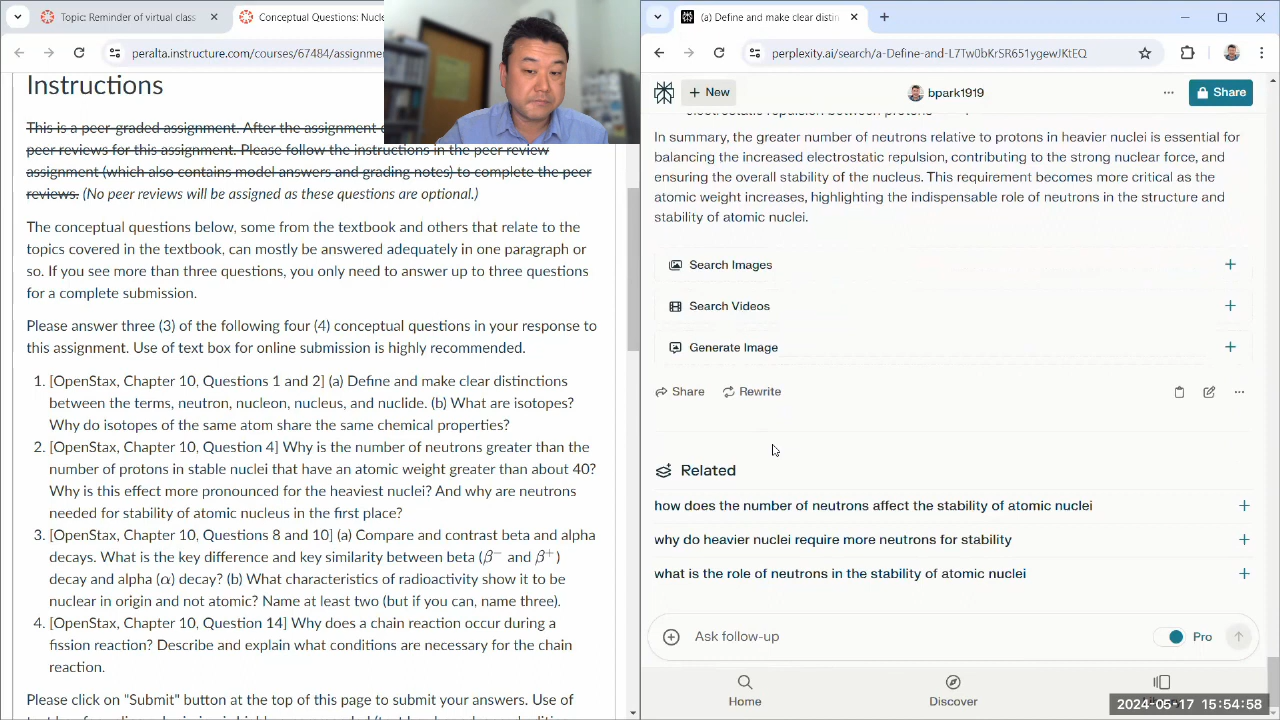 Topic: Reminder of virtual class
Conceptual Questions: Nucle
peralta.instructure.com/courses/67484/assignme
Instructions
This is a peer-graded assignment. After the assignment
peer reviews for this assignment. Please follow the instructions in the peer review
assignment (which also contains model answers and grading notes) to complete the peer
reviews. (No peer reviews will be assigned as these questions are optional.)
The conceptual questions below, some from the textbook and others that relate to the
topics covered in the textbook, can mostly be answered adequately in one paragraph or
so. If you see more than three questions, you only need to answer up to three questions
for a complete submission.
Please answer three (3) of the following four (4) conceptual questions in your response to
this assignment. Use of text box for online submission is highly recommended.
1. [OpenStax, Chapter 10, Questions 1 and 2] (a) Define and make clear distinctions
between the terms, neutron, nucleon, nucleus, and nuclide. (b) What are isotopes?
Why do isotopes of the same atom share the same chemical properties?
2. [OpenStax, Chapter 10, Question 4] Why is the number of neutrons greater than the
number of protons in stable nuclei that have an atomic weight greater than about 40?
Why is this effect more pronounced for the heaviest nuclei? And why are neutrons
needed for stability of atomic nucleus in the first place?
3. [OpenStax, Chapter 10, Questions 8 and 10] (a) Compare and contrast beta and alpha
decays. What is the key difference and key similarity between beta (β⁻ and β⁺)
decay and alpha (α) decay? (b) What characteristics of radioactivity show it to be
nuclear in origin and not atomic? Name at least two (but if you can, name three).
4. [OpenStax, Chapter 10, Question 14] Why does a chain reaction occur during a
fission reaction? Describe and explain what conditions are necessary for the chain
reaction.
Please click on "Submit" button at the top of this page to submit your answers. Use of
(a) Define and make clear distin
perplexity.ai/search/a-Define-and-L7Tw0bKrSR651ygewJKtEQ
New
bpark1919
Share
electrostatic repulsion between protons
In summary, the greater number of neutrons relative to protons in heavier nuclei is essential for
balancing the increased electrostatic repulsion, contributing to the strong nuclear force, and
ensuring the overall stability of the nucleus. This requirement becomes more critical as the
atomic weight increases, highlighting the indispensable role of neutrons in the structure and
stability of atomic nuclei.
Search Images
Search Videos
Generate Image
Share Rewrite
Related
how does the number of neutrons affect the stability of atomic nuclei
why do heavier nuclei require more neutrons for stability
what is the role of neutrons in the stability of atomic nuclei
Ask follow-up
Pro
Home
Discover
2024-05-17 15:54:58